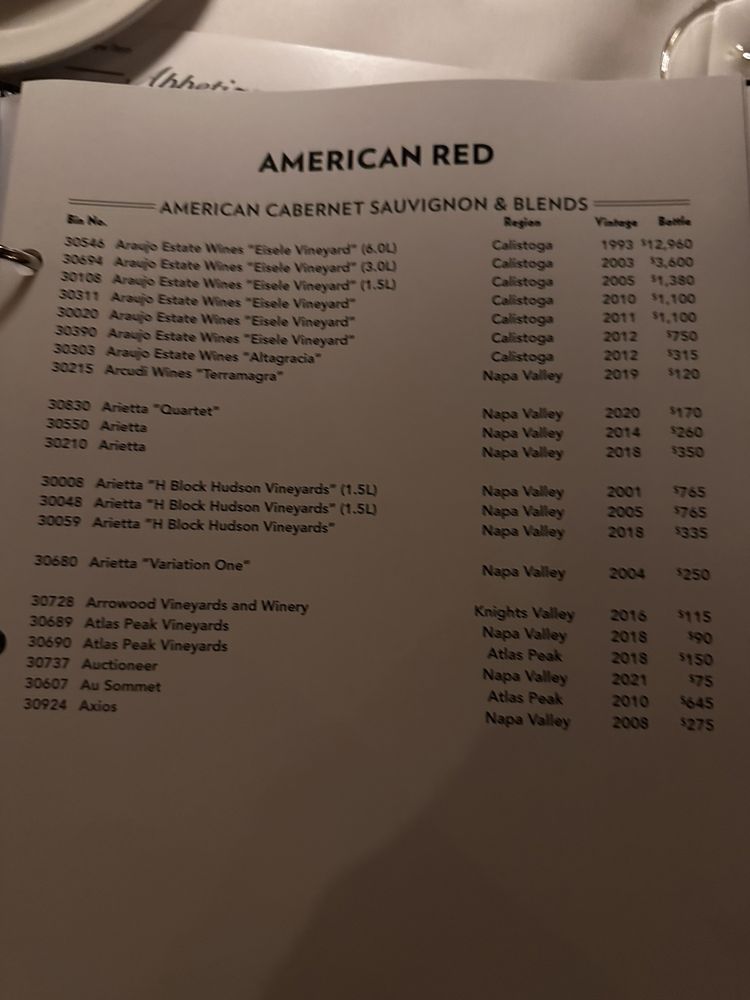 AMERICAN RED
AMERICAN CABERNET SAUVIGNON & BLENDS
Bin No. Region Vintage Bottle
30546 Araujo Estate Wines "Eisele Vineyard" (6.0L) Calistoga 1993 $12,960
30694 Araujo Estate Wines "Eisele Vineyard" (3.0L) Calistoga 2003 $3,600
30108 Araujo Estate Wines "Eisele Vineyard" (1.5L) Calistoga 2005 $1,380
30311 Araujo Estate Wines "Eisele Vineyard" Calistoga 2010 $1,100
30020 Araujo Estate Wines "Eisele Vineyard" Calistoga 2011 $1,100
30390 Araujo Estate Wines "Eisele Vineyard" Calistoga 2012 $750
30303 Araujo Estate Wines "Altagracia" Calistoga 2012 $315
30215 Arcudi Wines "Terramagra" Napa Valley 2019 $120
30830 Arietta "Quartet" Napa Valley 2020 $170
30550 Arietta Napa Valley 2014 $260
30210 Arietta Napa Valley 2018 $350
30008 Arietta "H Block Hudson Vineyards" (1.5L) Napa Valley 2001 $765
30048 Arietta "H Block Hudson Vineyards" (1.5L) Napa Valley 2005 $765
30059 Arietta "H Block Hudson Vineyards" Napa Valley 2018 $335
30680 Arietta "Variation One" Napa Valley 2004 $250
30728 Arrowood Vineyards and Winery Knights Valley 2016 $115
30689 Atlas Peak Vineyards Napa Valley 2018 $90
30690 Atlas Peak Vineyards Atlas Peak 2018 $150
30737 Auctioneer Napa Valley 2021 $75
30607 Au Sommet Atlas Peak 2010 $645
30924 Axios Napa Valley 2008 $275